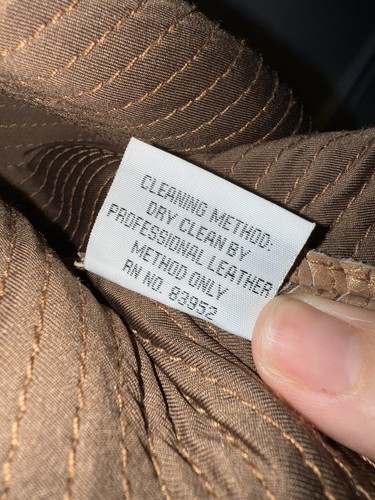 CLEANING METHOD:
DRY CLEAN BY
PROFESSIONAL LEATHER
METHOD ONLY
RN NO. 83952